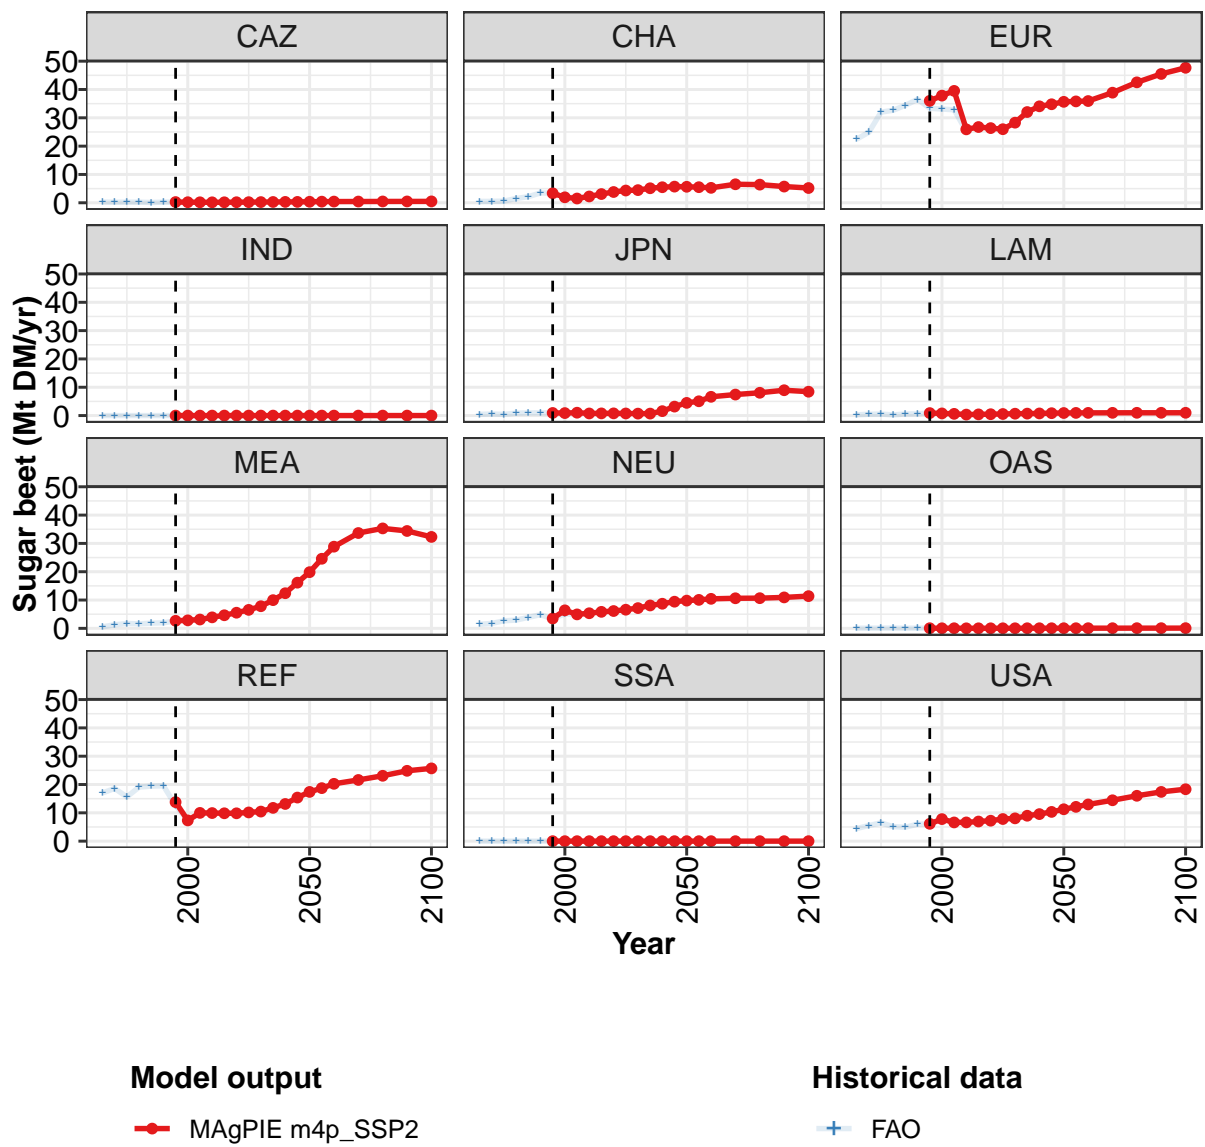 CAZ CHA EUR
50
40
30
20
10
0
IND JPN LAM
50
40
30
20
10
0
MEA NEU OAS
50
40
30
20
10
0
REF SSA USA
50
40
30
20
10
0
Sugar beet (Mt DM/yr)
2000 2050 2100 2000 2050 2100 2000 2050 2100
Year
Model output Historical data
MAgPIE m4p_SSP2 FAO